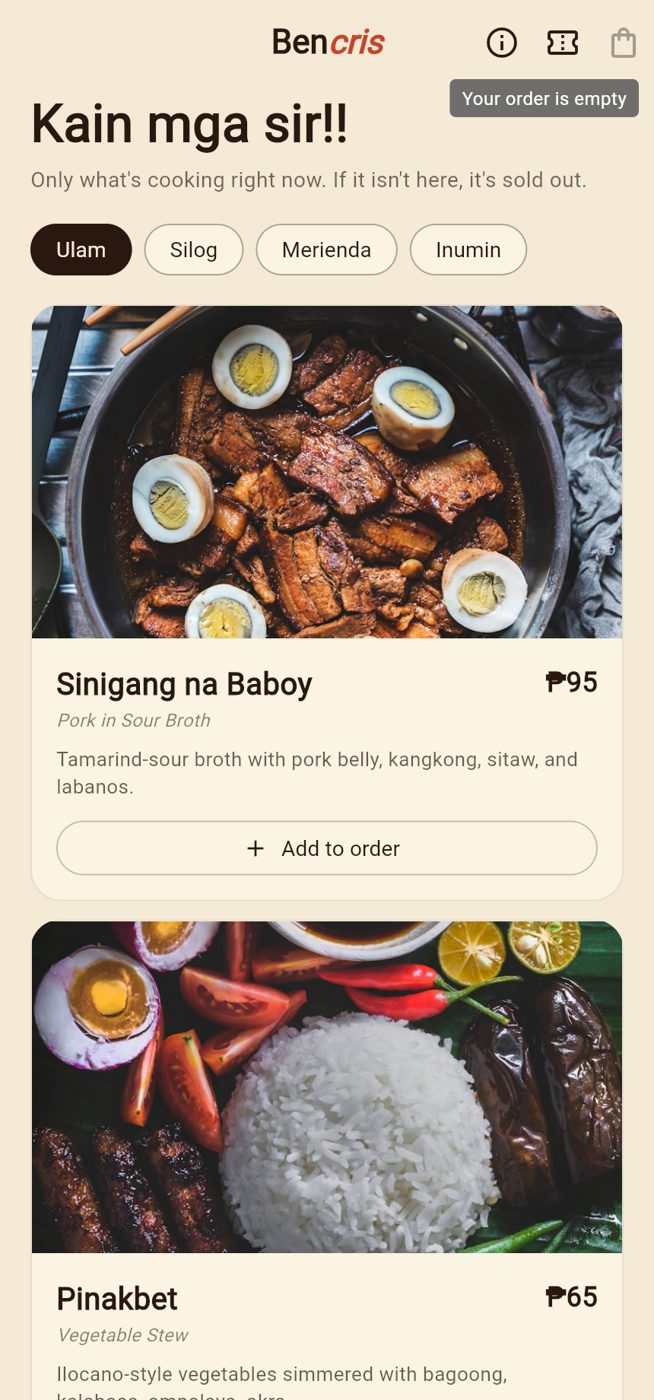 Bencris
Your order is empty
Kain mga sir!!
Only what's cooking right now. If it isn't here, it's sold out.
Ulam
Silog
Merienda
Inumin
Sinigang na Baboy
₱95
Pork in Sour Broth
Tamarind-sour broth with pork belly, kangkong, sitaw, and
labanos.
+ Add to order
Pinakbet
₱65
Vegetable Stew
Ilocano-style vegetables simmered with bagoong,